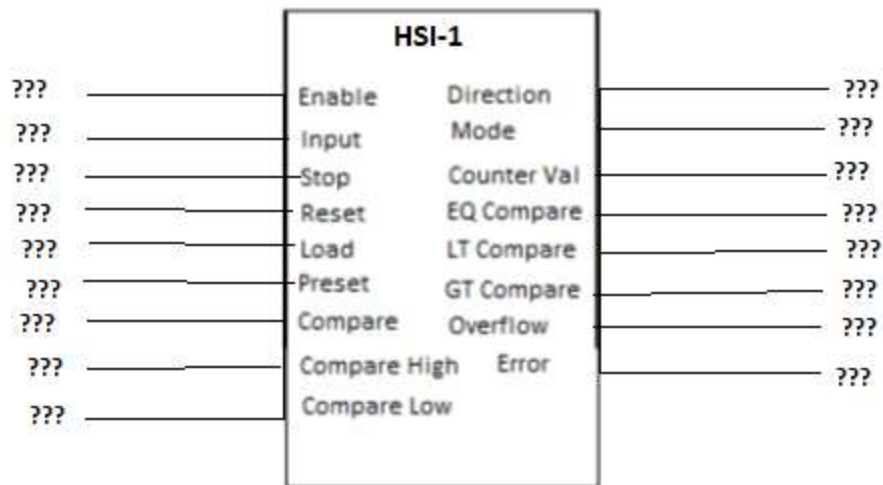 HSI-1
??? Enable Direction ???
??? Input Mode ???
??? Stop Counter Val ???
??? Reset EQ Compare ???
??? Load LT Compare ???
??? Preset GT Compare ???
??? Compare Overflow ???
??? Compare High Error ???
??? Compare Low